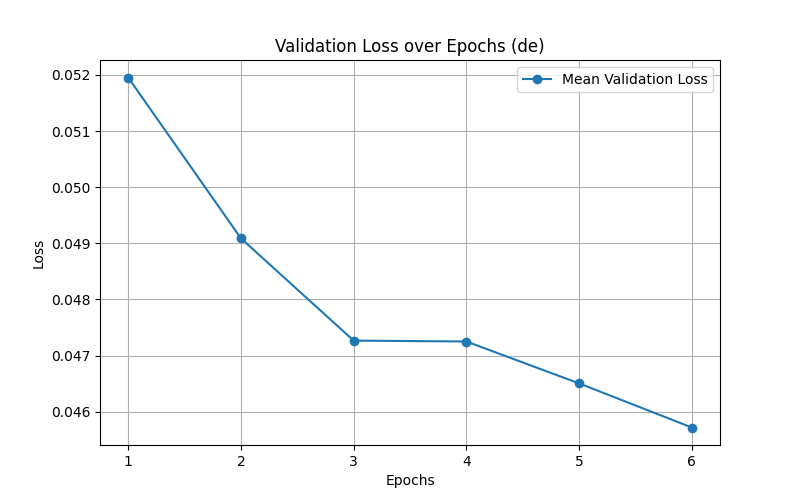 Validation Loss over Epochs (de)
Mean Validation Loss
0.052
0.051
0.050
0.049
0.048
0.047
0.046
Loss
1 2 3 4 5 6
Epochs